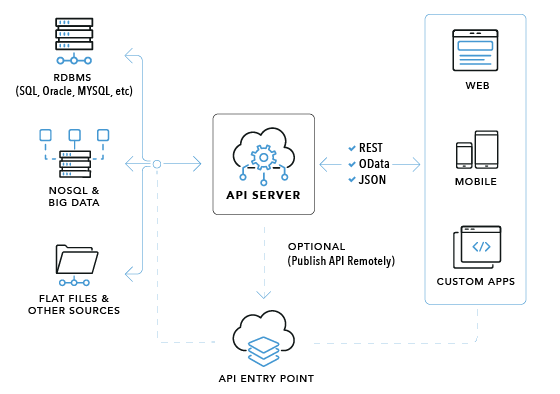 RDBMS
(SQL, Oracle, MYSQL, etc)
NOSQL &
BIG DATA
FLAT FILES &
OTHER SOURCES
API SERVER
REST
OData
JSON
OPTIONAL
(Publish API Remotely)
API ENTRY POINT
WEB
MOBILE
</>
CUSTOM APPS